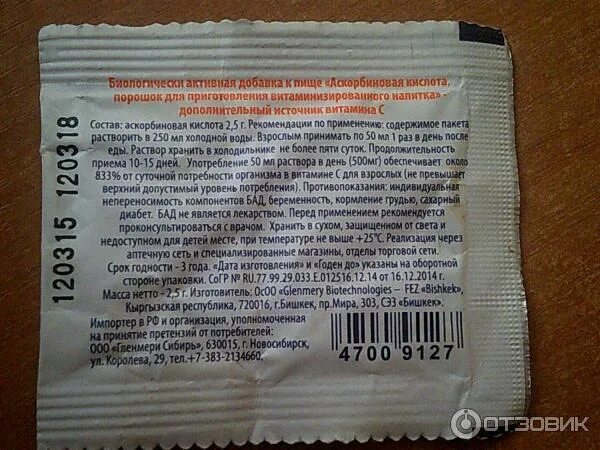 Биологически активная добавка к пище «Аскорбиновая кислота,
порошок для приготовления витаминизированного напитка» -
дополнительный источник витамина С
Состав: аскорбиновая кислота 2,5 г. Рекомендации по применению: содержимое пакета
растворить в 250 мл холодной воды. Взрослым принимать по 50 мл 1 раз в день после
еды. Раствор хранить в холодильнике не более пяти суток. Продолжительность
приема 10-15 дней. Употребление 50 мл раствора в день (500мг) обеспечивает около
833% от суточной потребности организма в витамине С для взрослых (не превышает
верхний допустимый уровень потребления). Противопоказания: индивидуальная
непереносимость компонентов БАД, беременность, кормление грудью, сахарный
диабет. БАД не является лекарством. Перед применением рекомендуется
проконсультироваться с врачом. Хранить в сухом, защищенном от света и
недоступном для детей месте, при температуре не выше +25°С. Реализация через
аптечную сеть и специализированные магазины, отделы торговой сети.
Срок годности - 3 года. «Дата изготовления» и «Годен до» указаны на оборотной
стороне упаковки. СоГР № RU.77.99.29.033.Е.012516.12.14 от 16.12.2014 г.
Масса нетто - 2,5 г. Изготовитель: ОсОО «Glenmery Biotechnologies – FEZ «Bishkek»,
Кыргызская республика, 720016, г.Бишкек, пр.Мира, 303, СЭЗ «Бишкек».
Импортер в РФ и организация, уполномоченная
на принятие претензий от потребителей:
ООО «Гленмери Сибирь», 630015, г. Новосибирск,
ул. Королева, 29, тел.+7-383-2134660.
4700 9127
120315 120318
ОТЗОВИК